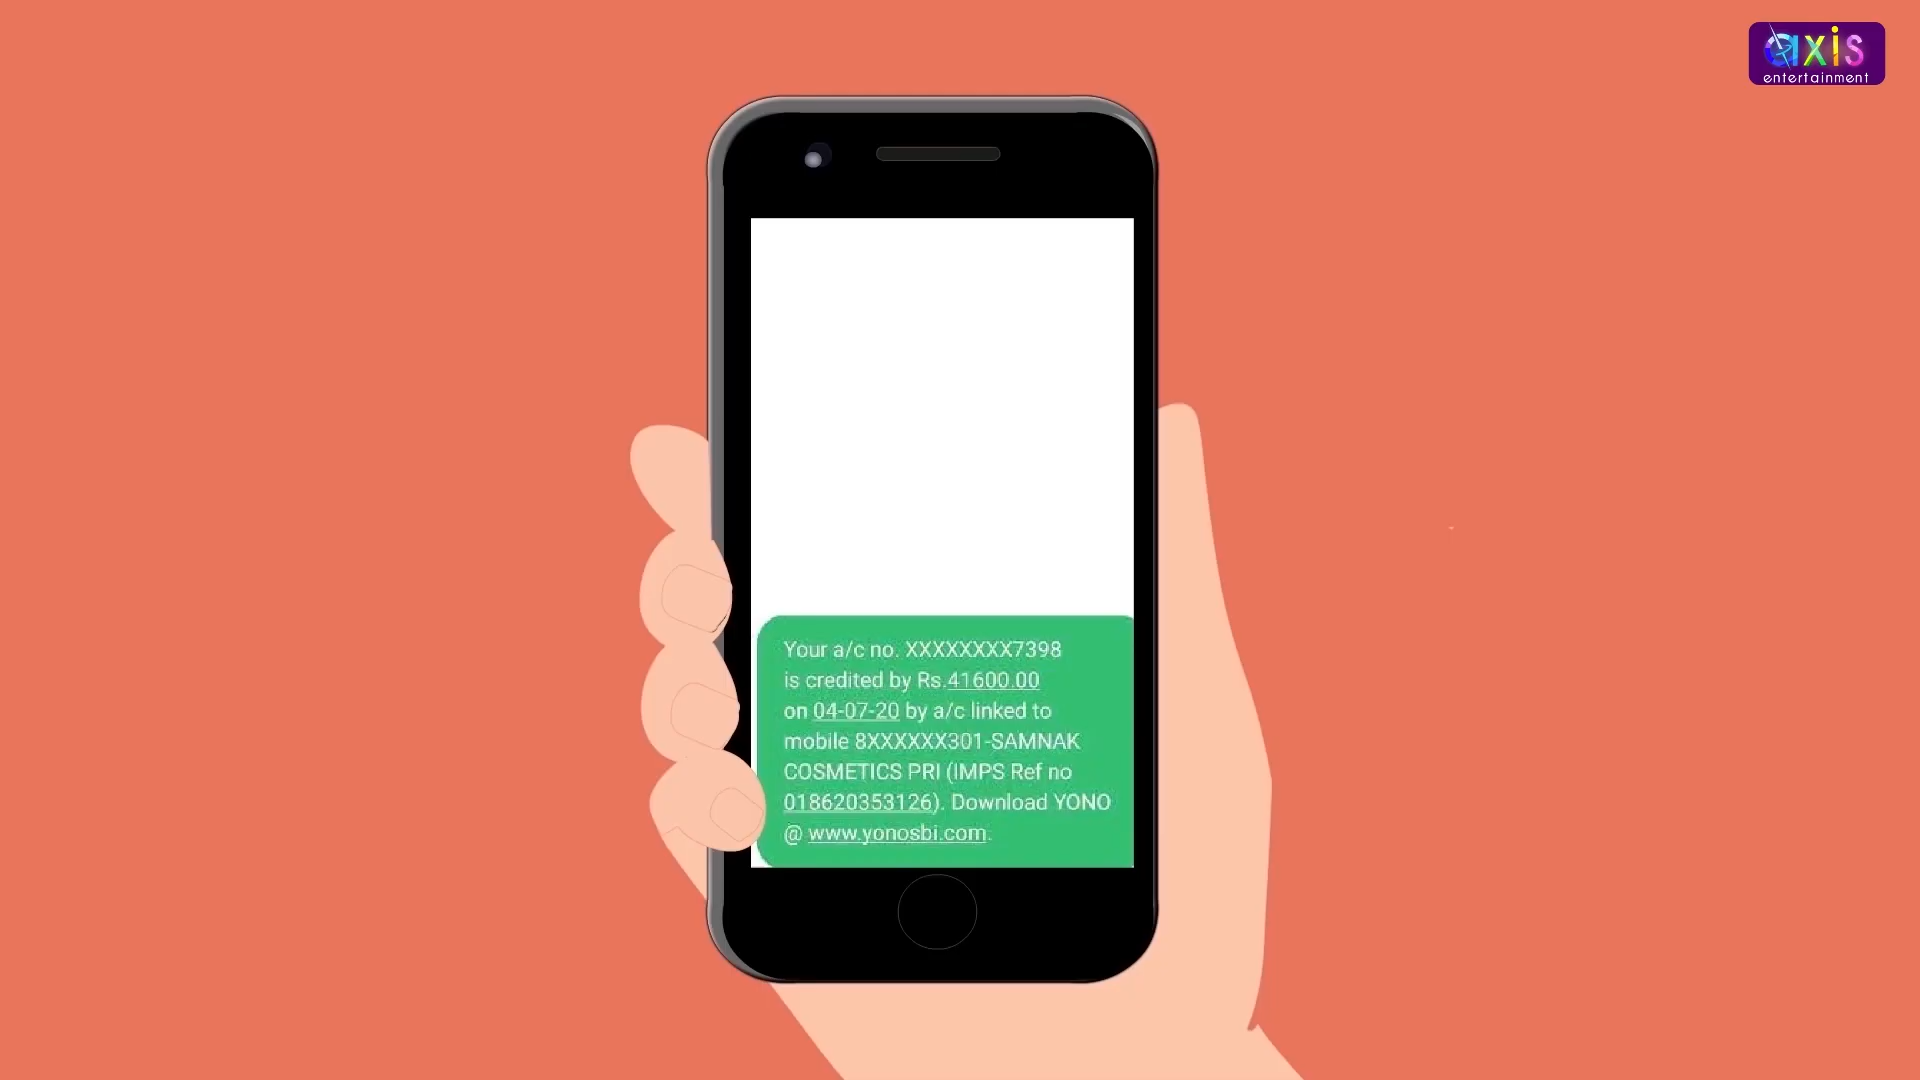 axis
entertainment
Your a/c no. XXXXXXXX7398
is credited by Rs.41600.00
on 04-07-20 by a/c linked to
mobile 8XXXXXX301-SAMNAK
COSMETICS PRI (IMPS Ref no
018620353126). Download YONO
@ www.yonosbi.com.